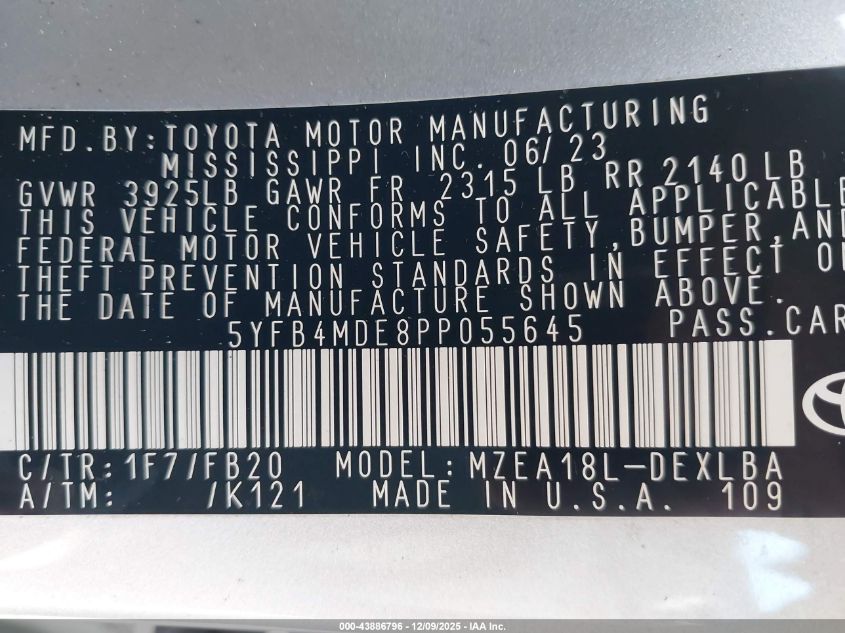 MFD.BY:TOYOTA MOTOR MANUFACTURING
MISSISSIPPI INC. 06/23
GVWR 3925LB GAWR FR 2315 LB RR 2140 LB
THIS VEHICLE CONFORMS TO ALL APPLICABLE
FEDERAL MOTOR VEHICLE SAFETY,BUMPER,AND
THEFT PREVENTION STANDARDS IN EFFECT O
THE DATE OF MANUFACTURE SHOWN ABOVE.
5YFB4MDE8PP055645 PASS.CAR
C/TR:1F7/FB20 MODEL:MZEA18L-DEXLBA
A/TM: /K121 MADE IN U.S.A. 109
000-43886796 - 12/09/2025 - IAA Inc.